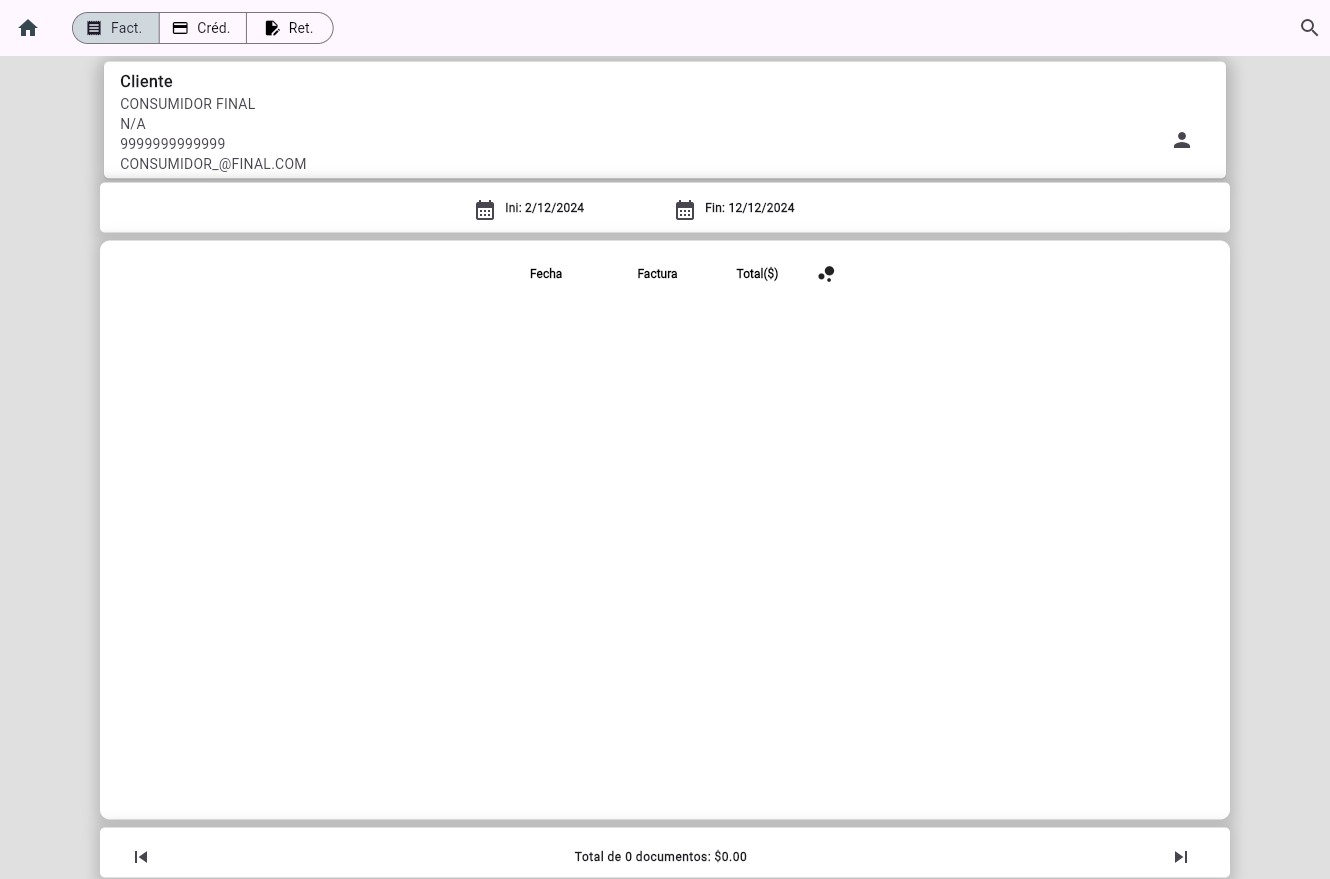 Fact. Créd. Ret.
Cliente
CONSUMIDOR FINAL
N/A
9999999999999
CONSUMIDOR_@FINAL.COM
Ini: 2/12/2024 Fin: 12/12/2024
Fecha Factura Total($)
Total de 0 documentos: $0.00